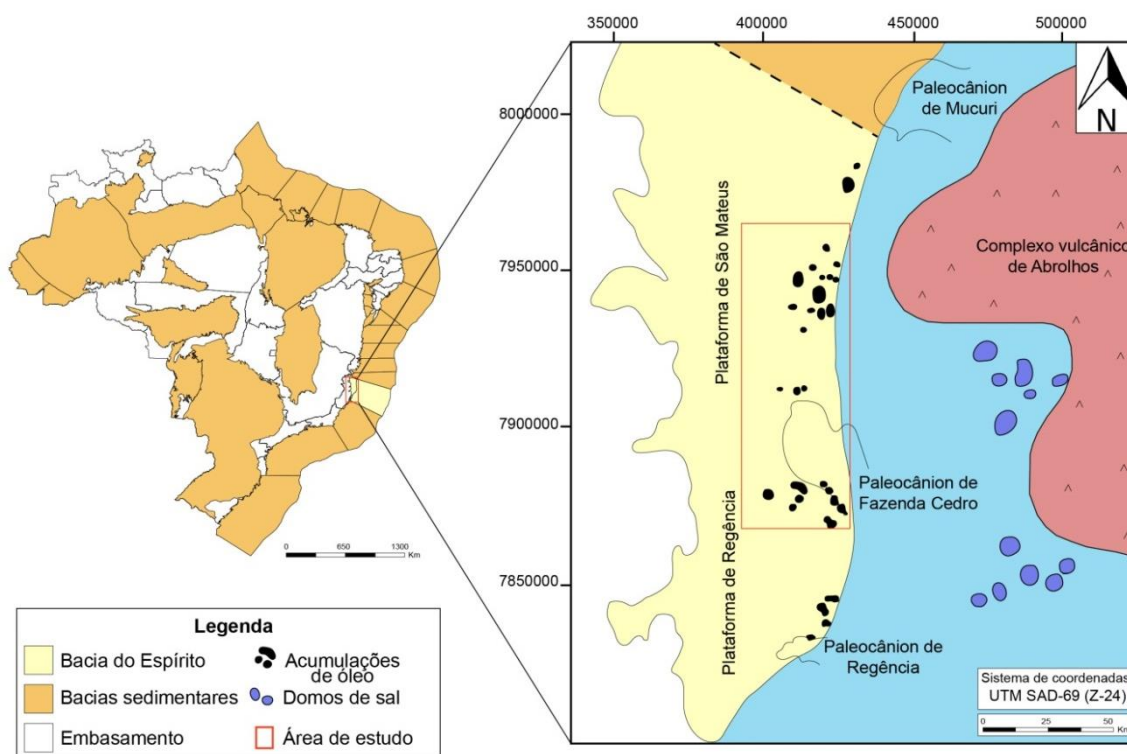 350000 400000 450000 500000
8000000
7950000
7900000
7850000
Paleocânion
de Mucuri
N
Plataforma de São Mateus
Complexo vulcânico
de Abrolhos
Paleocânion de
Fazenda Cedro
Plataforma de Regência
Paleocânion de
Regência
Sistema de coordenadas
UTM SAD-69 (Z-24)
0 25 50
Km
0 650 1300
Km
Legenda
Bacia do Espírito
Bacias sedimentares
Embasamento
Acumulações
de óleo
Domos de sal
Área de estudo